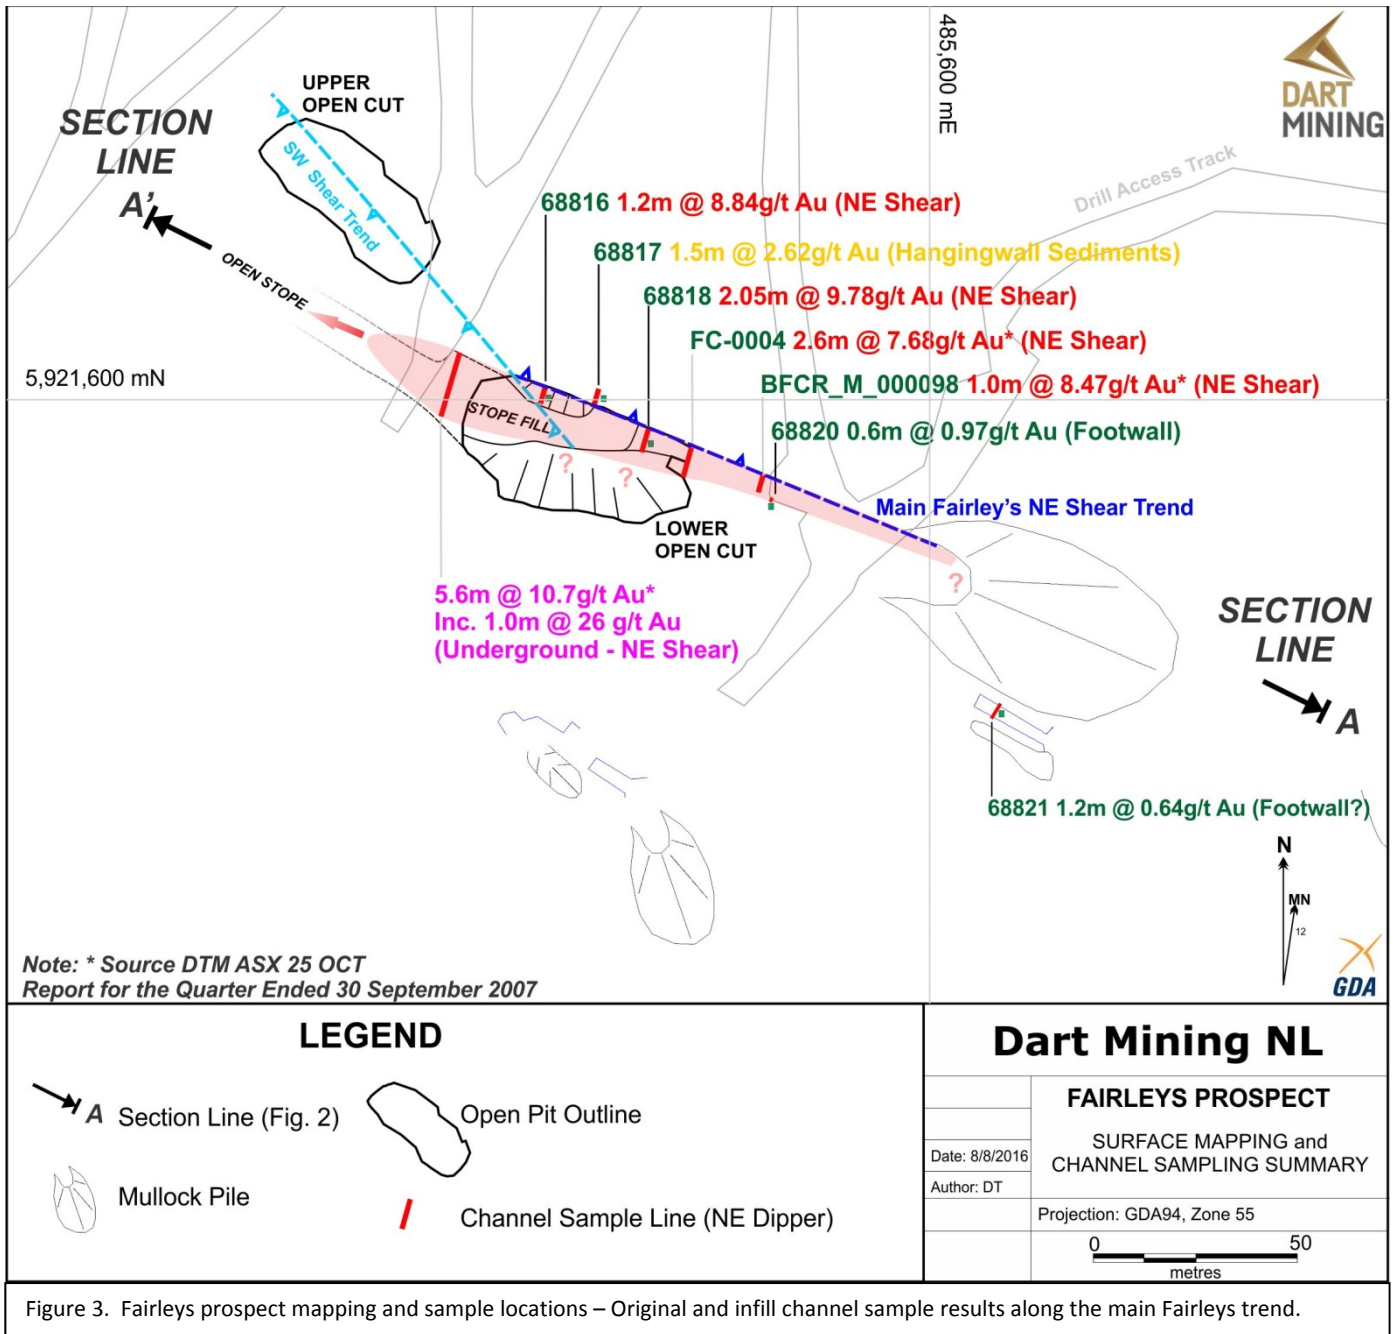 485,600 mE
DART
MINING
UPPER
OPEN CUT
SECTION
LINE
A'
SW Shear Trend
Drill Access Track
68816 1.2m @ 8.84g/t Au (NE Shear)
68817 1.5m @ 2.62g/t Au (Hangingwall Sediments)
OPEN STOPE
68818 2.05m @ 9.78g/t Au (NE Shear)
FC-0004 2.6m @ 7.68g/t Au* (NE Shear)
5,921,600 mN
BFCR_M_000098 1.0m @ 8.47g/t Au* (NE Shear)
STOPE FILL
68820 0.6m @ 0.97g/t Au (Footwall)
?
?
Main Fairley's NE Shear Trend
LOWER
OPEN CUT
?
5.6m @ 10.7g/t Au*
Inc. 1.0m @ 26 g/t Au
(Underground - NE Shear)
SECTION
LINE
A
68821 1.2m @ 0.64g/t Au (Footwall?)
N
MN
12
GDA
Note: * Source DTM ASX 25 OCT
Report for the Quarter Ended 30 September 2007
LEGEND
A Section Line (Fig. 2)
Open Pit Outline
Mullock Pile
Channel Sample Line (NE Dipper)
Dart Mining NL
FAIRLEYS PROSPECT
SURFACE MAPPING and
CHANNEL SAMPLING SUMMARY
Date: 8/8/2016
Author: DT
Projection: GDA94, Zone 55
0 50
metres
Figure 3. Fairleys prospect mapping and sample locations – Original and infill channel sample results along the main Fairleys trend.